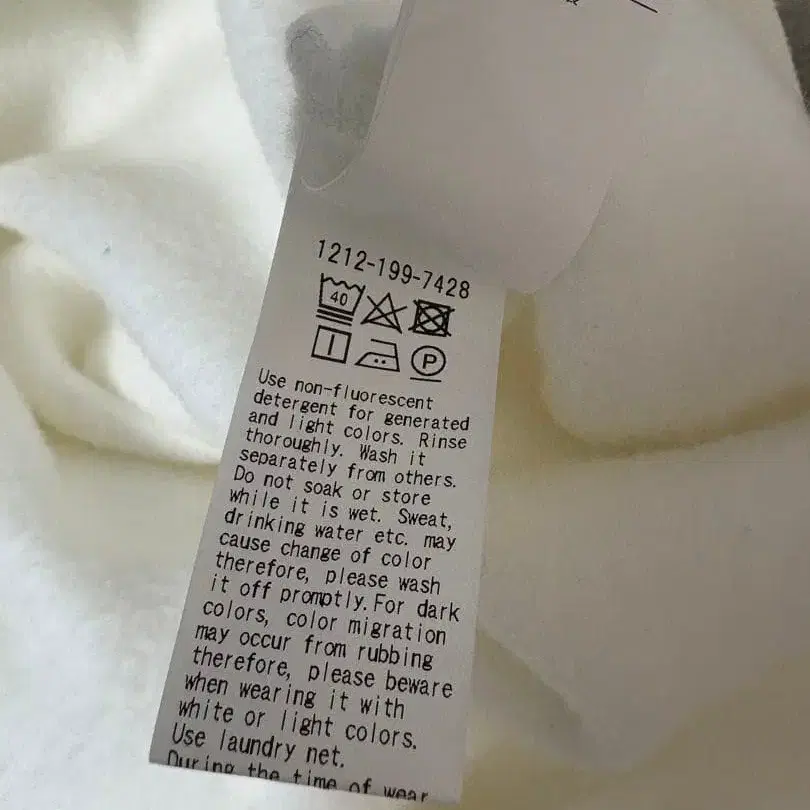 1212-199-7428
40
P
Use non-fluorescent
detergent for generated
and light colors. Rinse
thoroughly. Wash it
separately from others.
Do not soak or store
while it is wet. Sweat,
drinking water etc. may
cause change of color
therefore, please wash
it off promptly.For dark
colors, color migration
may occur from rubbing
therefore, please beware
when wearing it with
white or light colors.
Use laundry net.
During the time of wear